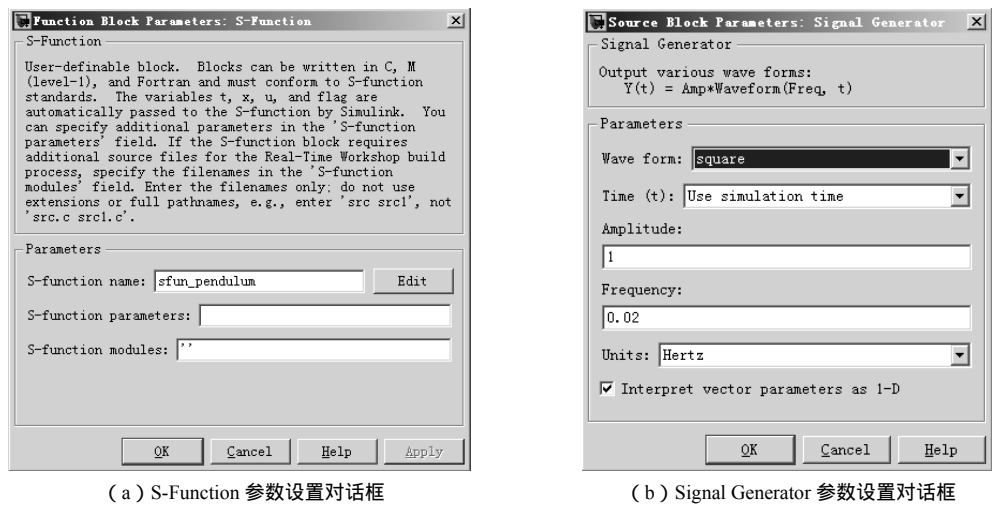 Function Block Parameters: S-Function
S-Function
User-definable block. Blocks can be written in C, M
(level-1), and Fortran and must conform to S-function
standards. The variables t, x, u, and flag are
automatically passed to the S-function by Simulink. You
can specify additional parameters in the 'S-function
parameters' field. If the S-function block requires
additional source files for the Real-Time Workshop build
process, specify the filenames in the 'S-function
modules' field. Enter the filenames only; do not use
extensions or full pathnames, e.g., enter 'src src1', not
'src.c src1.c'.
Parameters
S-function name: sfun_pendulum Edit
S-function parameters:
S-function modules: ''
OK Cancel Help Apply
(a) S-Function 参数设置对话框
Source Block Parameters: Signal Generator
Signal Generator
Output various wave forms:
Y(t) = Amp*Waveform(Freq, t)
Parameters
Wave form: square
Time (t): Use simulation time
Amplitude:
1
Frequency:
0.02
Units: Hertz
Interpret vector parameters as 1-D
OK Cancel Help
(b) Signal Generator 参数设置对话框